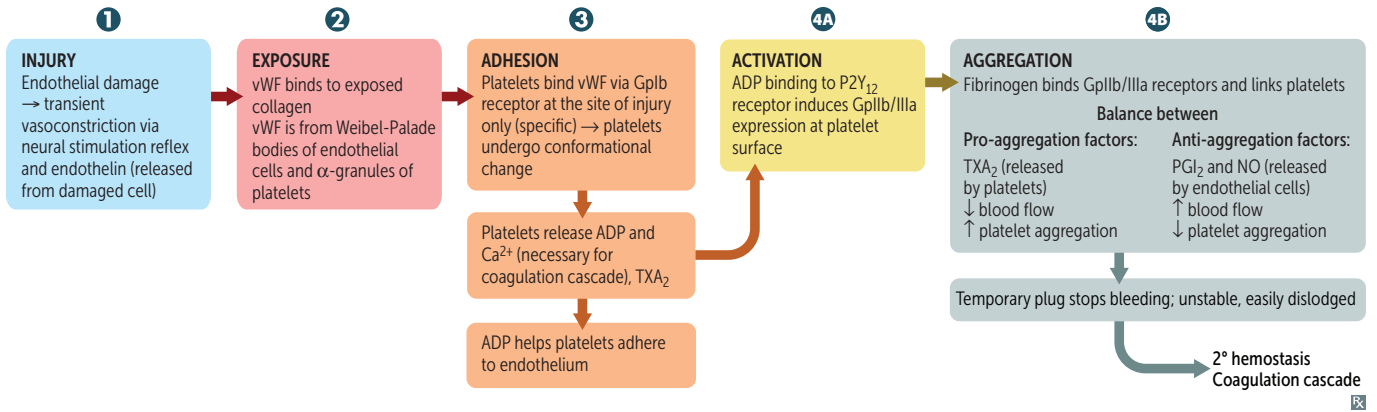 1
2
3
4A
4B
INJURY
Endothelial damage
→ transient
vasoconstriction via
neural stimulation reflex
and endothelin (released
from damaged cell)
EXPOSURE
vWF binds to exposed
collagen
vWF is from Weibel-Palade
bodies of endothelial
cells and α-granules of
platelets
ADHESION
Platelets bind vWF via GpIb
receptor at the site of injury
only (specific) → platelets
undergo conformational
change
Platelets release ADP and
Ca²⁺ (necessary for
coagulation cascade), TXA₂
ADP helps platelets adhere
to endothelium
ACTIVATION
ADP binding to P2Y₁₂
receptor induces GpIIb/IIIa
expression at platelet
surface
AGGREGATION
Fibrinogen binds GpIIb/IIIa receptors and links platelets
Balance between
Pro-aggregation factors:
TXA₂ (released
by platelets)
↓ blood flow
↑ platelet aggregation
Anti-aggregation factors:
PGI₂ and NO (released
by endothelial cells)
↑ blood flow
↓ platelet aggregation
Temporary plug stops bleeding; unstable, easily dislodged
2° hemostasis
Coagulation cascade
Rx